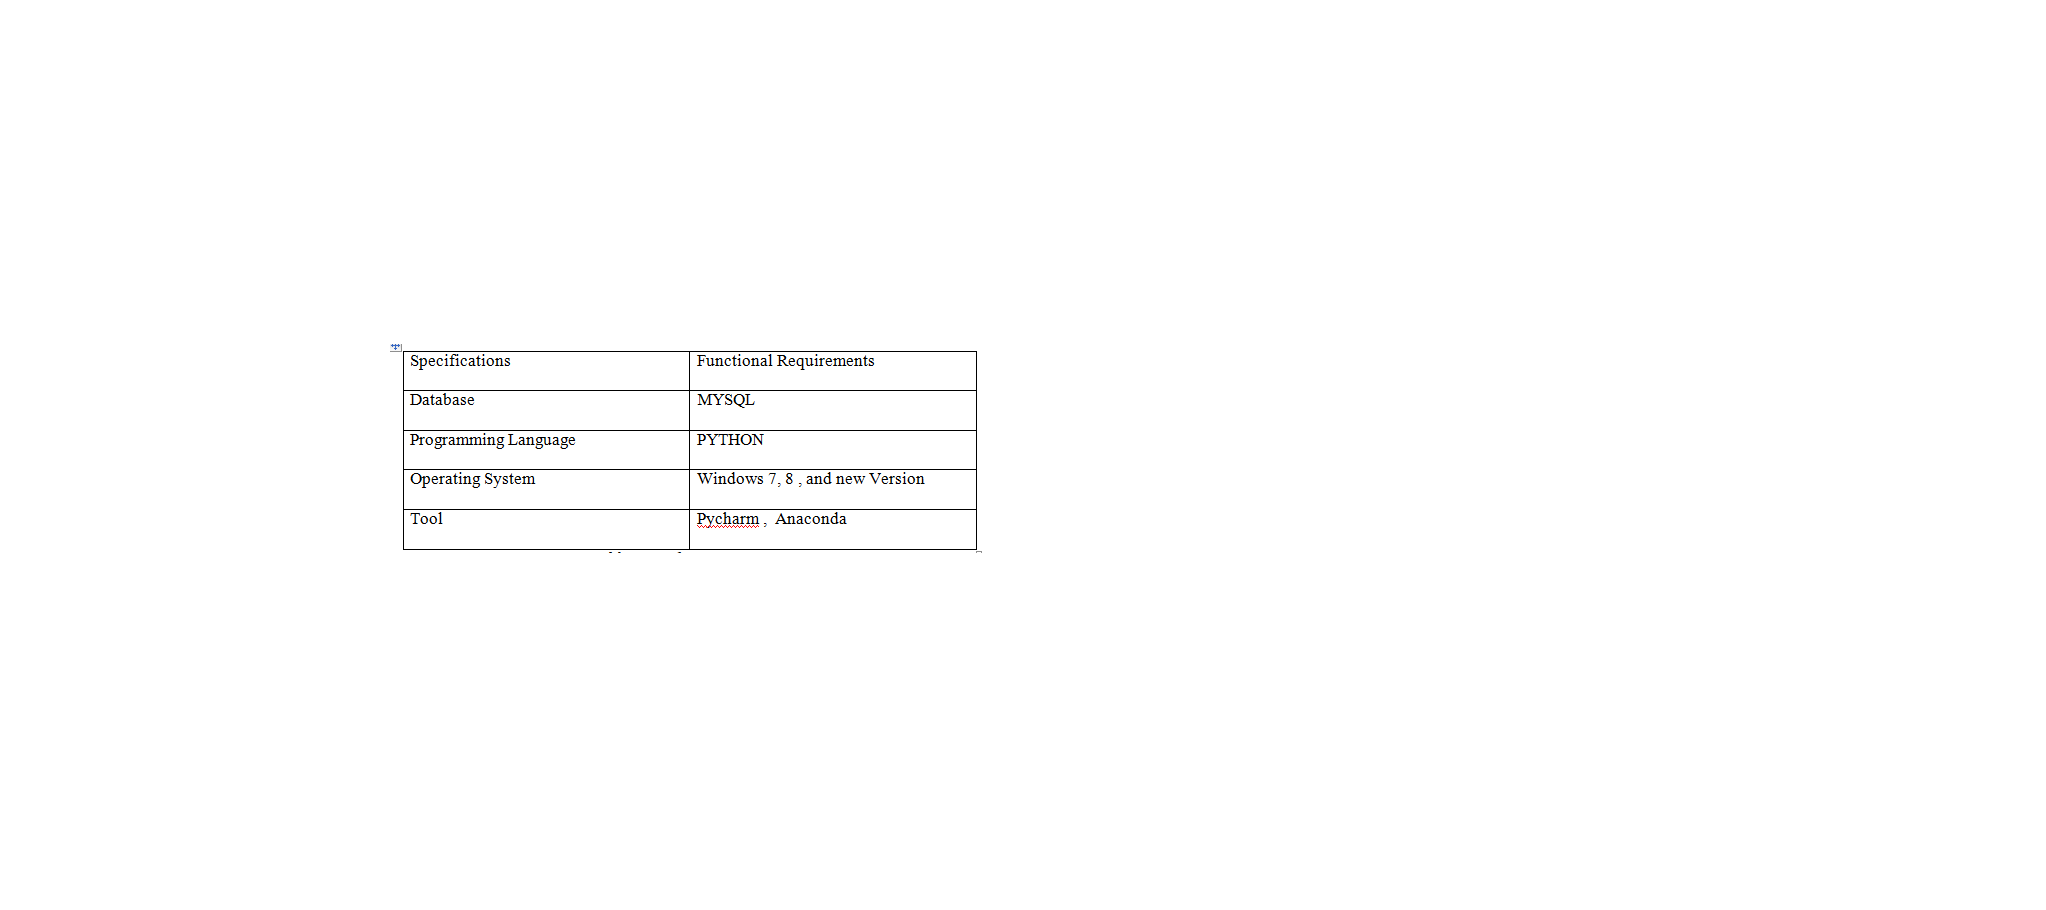 Specifications Functional Requirements
Database MYSQL
Programming Language PYTHON
Operating System Windows 7, 8 , and new Version
Tool Pycharm ,  Anaconda